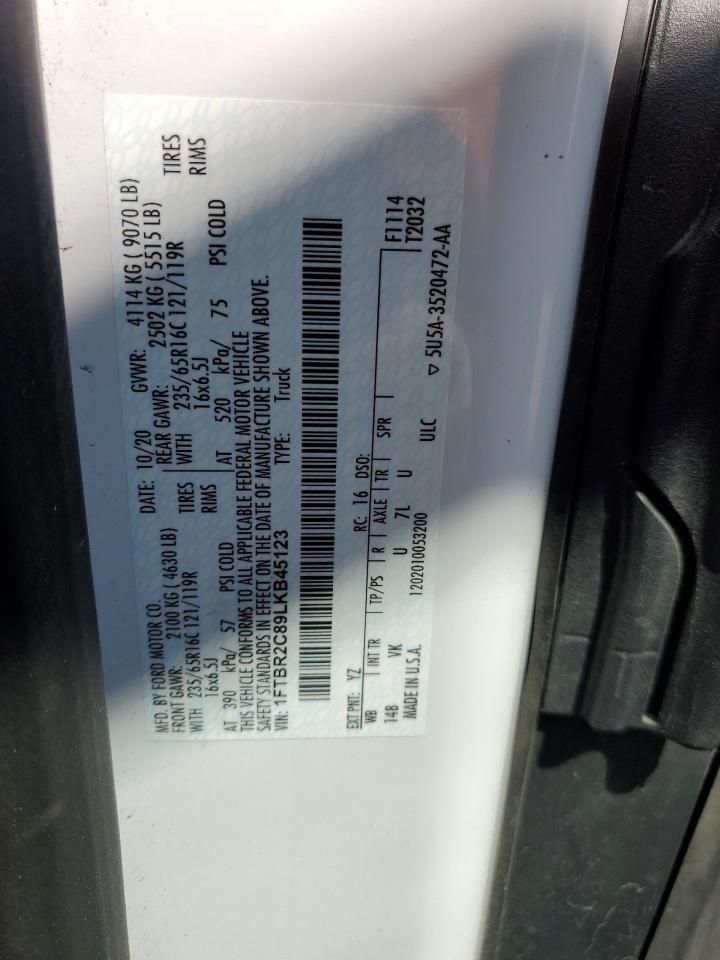 MFD. BY FORD MOTOR CO. DATE: 10/20 GVWR: 4114 KG ( 9070 LB)
FRONT GAWR: 2100 KG ( 4630 LB) REAR GAWR: 2502 KG ( 5515 LB)
WITH 235/65R16C 121/119R TIRES WITH 235/65R16C 121/119R TIRES
16x6.5J RIMS 16x6.5J RIMS
AT 390 kPa/ 57 PSI COLD AT 520 kPa/ 75 PSI COLD
THIS VEHICLE CONFORMS TO ALL APPLICABLE FEDERAL MOTOR VEHICLE
SAFETY STANDARDS IN EFFECT ON THE DATE OF MANUFACTURE SHOWN ABOVE.
VIN: 1FTBR2C89LKB45123 TYPE: Truck
EXT PNT: YZ RC: 16 DSO:
WB INT TR TP/PS R AXLE TR SPR F1114
148 VK U 7L U T2032
MADE IN U.S.A. 1202010053200 ULC ▽ 5U5A-3520472-AA